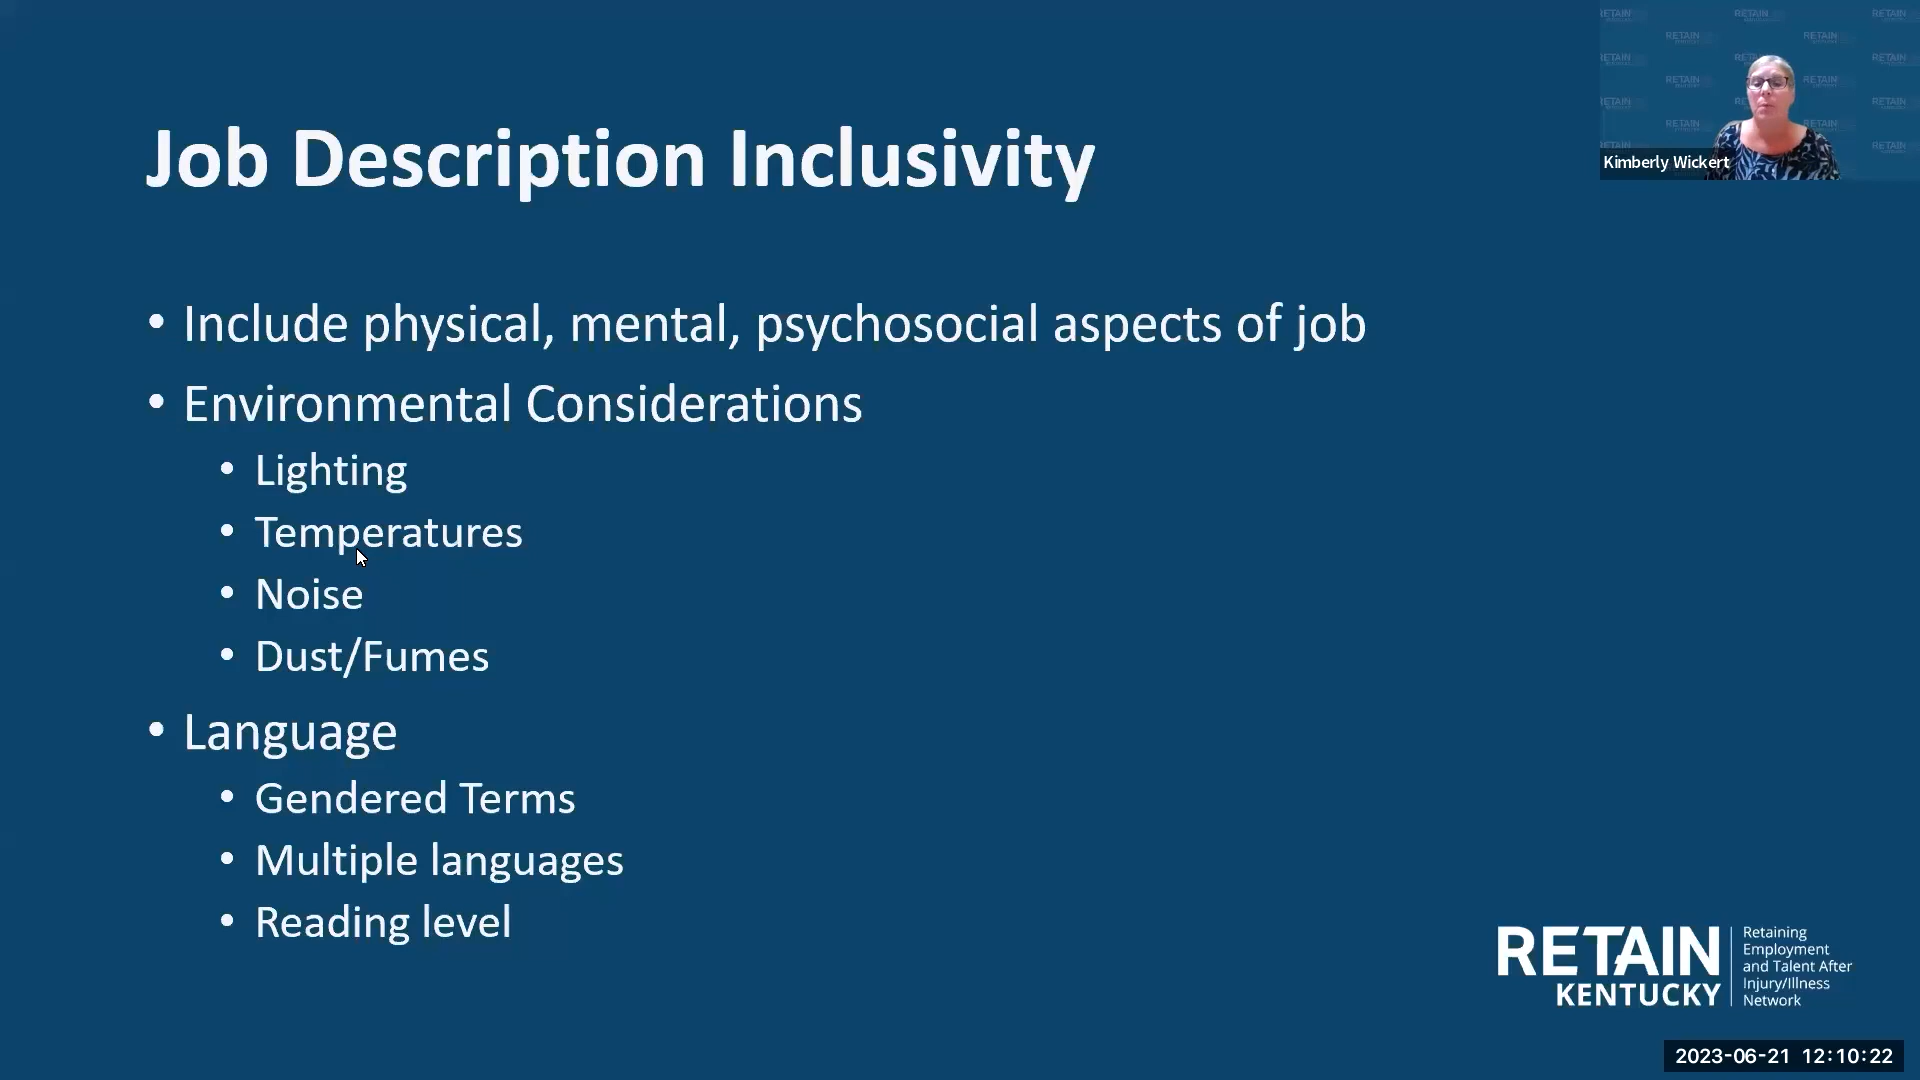 Job Description Inclusivity
• Include physical, mental, psychosocial aspects of job
• Environmental Considerations
• Lighting
• Temperatures
• Noise
• Dust/Fumes
• Language
• Gendered Terms
• Multiple languages
• Reading level
Kimberly Wickert
RETAIN
KENTUCKY
Retaining
Employment
and Talent After
Injury/Illness
Network
2023-06-21 12:10:22